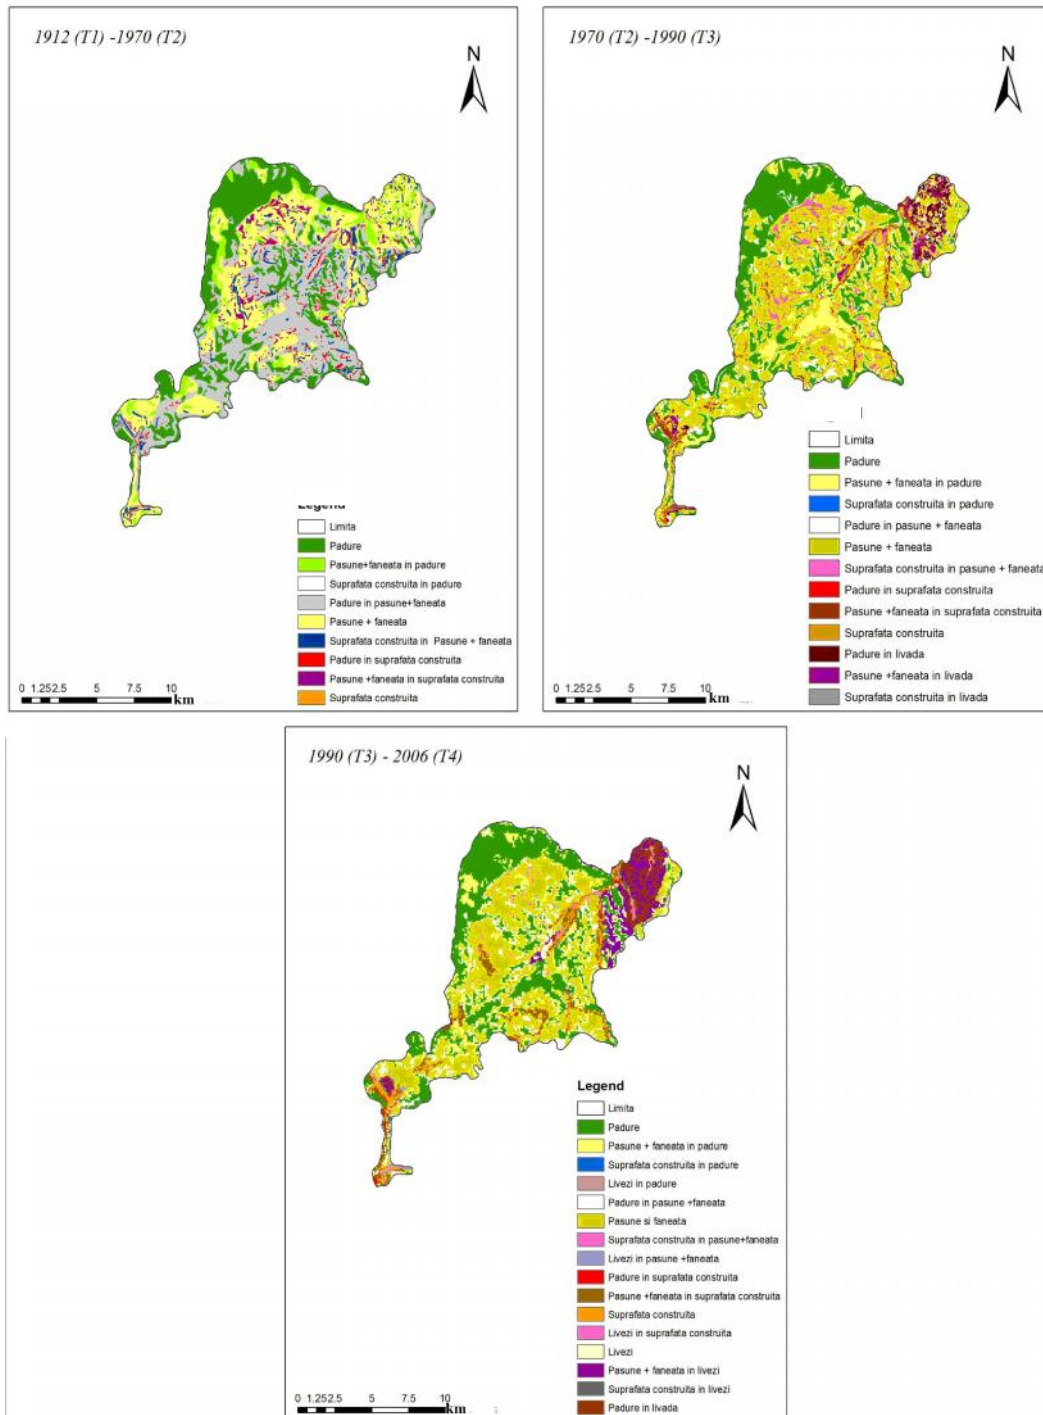 1912 (T1) -1970 (T2)
N
Legend
Limita
Padure
Pasune+faneata in padure
Suprafata construita in padure
Padure in pasune+faneata
Pasune + faneata
Suprafata construita in Pasune + faneata
Padure in suprafata construita
Pasune +faneata in suprafata construita
Suprafata construita
0 1.25 2.5 5 7.5 10 km
1970 (T2) -1990 (T3)
N
Limita
Padure
Pasune + faneata in padure
Suprafata construita in padure
Padure in pasune + faneata
Pasune + faneata
Suprafata construita in pasune + faneata
Padure in suprafata construita
Pasune +faneata in suprafata construita
Suprafata construita
Padure in livada
Pasune +faneata in livada
Suprafata construita in livada
0 1.25 2.5 5 7.5 10 km
1990 (T3) - 2006 (T4)
N
Legend
Limita
Padure
Pasune + faneata in padure
Suprafata construita in padure
Livezi in padure
Padure in pasune +faneata
Pasune si faneata
Suprafata construita in pasune+faneata
Livezi in pasune +faneata
Padure in suprafata construita
Pasune +faneata in suprafata construita
Suprafata construita
Livezi in suprafata construita
Livezi
Pasune + faneata in livezi
Suprafata construita in livezi
Padure in livada
0 1.25 2.5 5 7.5 10 km